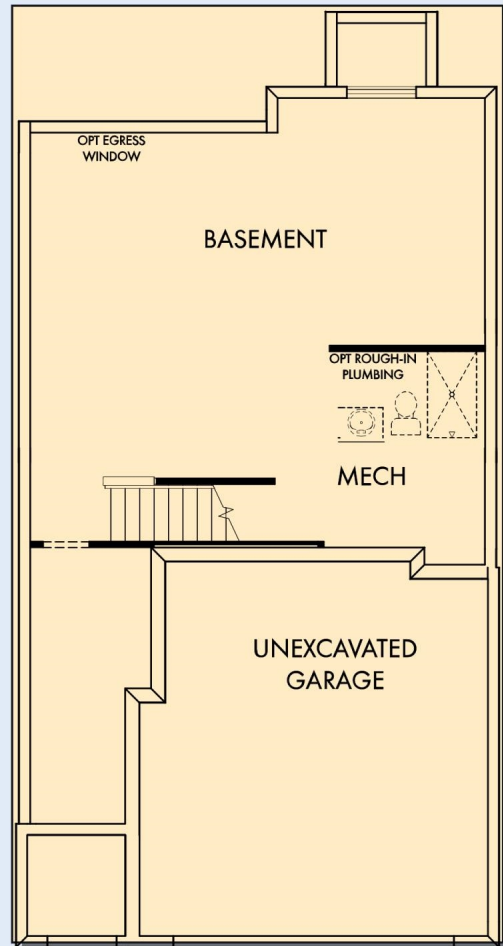 OPT EGRESS
WINDOW
BASEMENT
OPT ROUGH-IN
PLUMBING
MECH
UNEXCAVATED
GARAGE